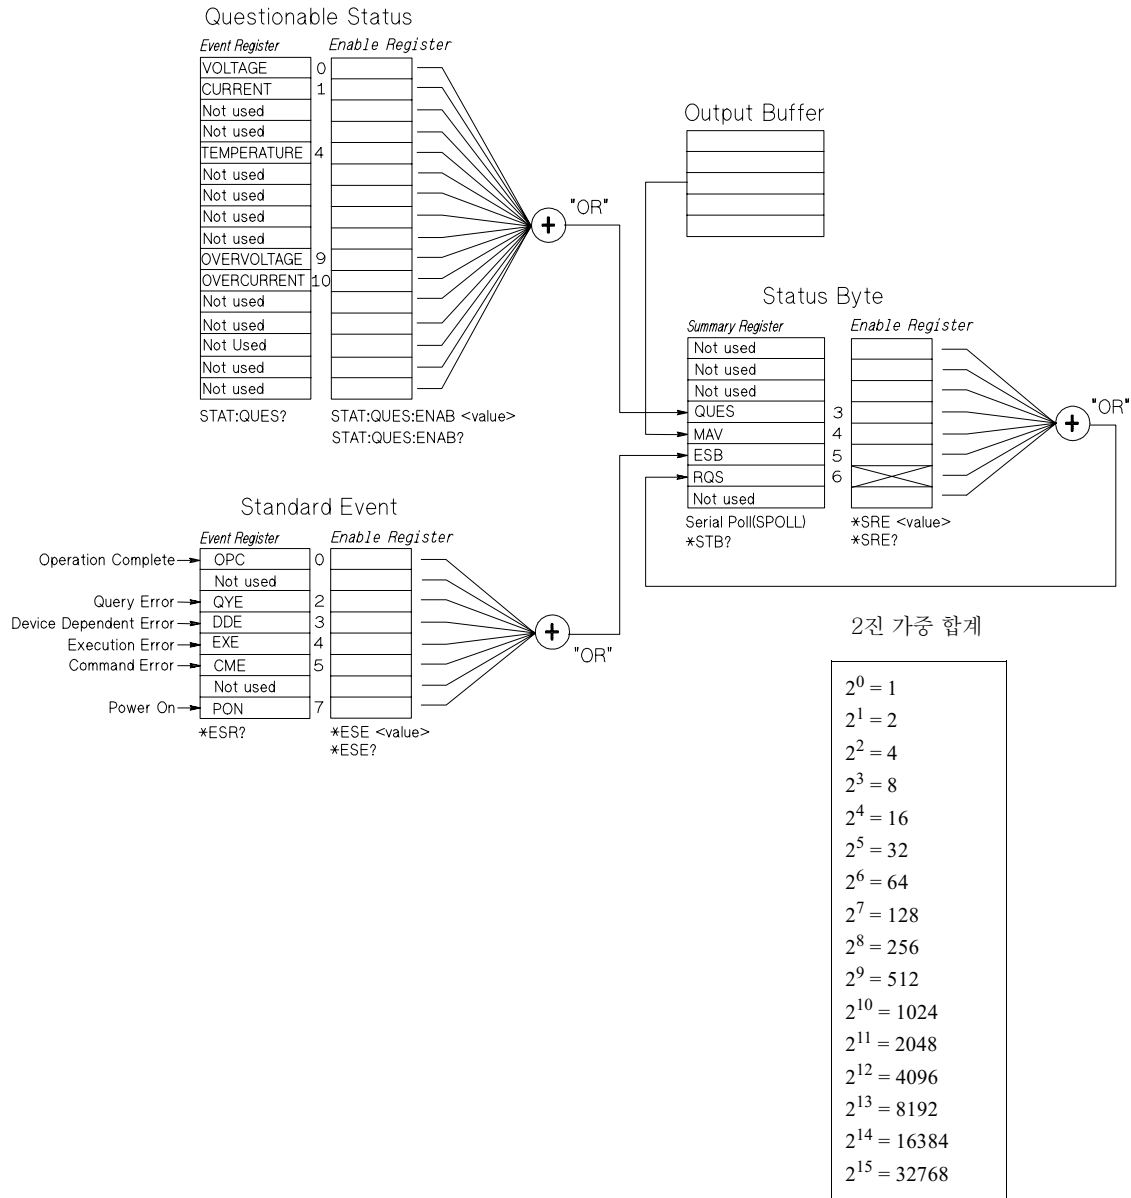 Questionable Status
Event Register Enable Register
VOLTAGE 0
CURRENT 1
Not used
Not used
TEMPERATURE 4
Not used
Not used
Not used
Not used
OVERVOLTAGE 9
OVERCURRENT 10
Not used
Not used
Not Used
Not used
Not used
STAT:QUES? STAT:QUES:ENAB <value>
STAT:QUES:ENAB?
+
"OR"
Output Buffer
Status Byte
Summary Register Enable Register
Not used
Not used
Not used
QUES 3
MAV 4
ESB 5
RQS 6
Not used
Serial Poll(SPOLL) *SRE <value>
*STB? *SRE?
+
"OR"
Standard Event
Event Register Enable Register
Operation Complete OPC 0
Not used
Query Error QYE 2
Device Dependent Error DDE 3
Execution Error EXE 4
Command Error CME 5
Not used
Power On PON 7
*ESR? *ESE <value>
*ESE?
+
"OR"
2진 가중 합계
2^0 = 1
2^1 = 2
2^2 = 4
2^3 = 8
2^4 = 16
2^5 = 32
2^6 = 64
2^7 = 128
2^8 = 256
2^9 = 512
2^10 = 1024
2^11 = 2048
2^12 = 4096
2^13 = 8192
2^14 = 16384
2^15 = 32768